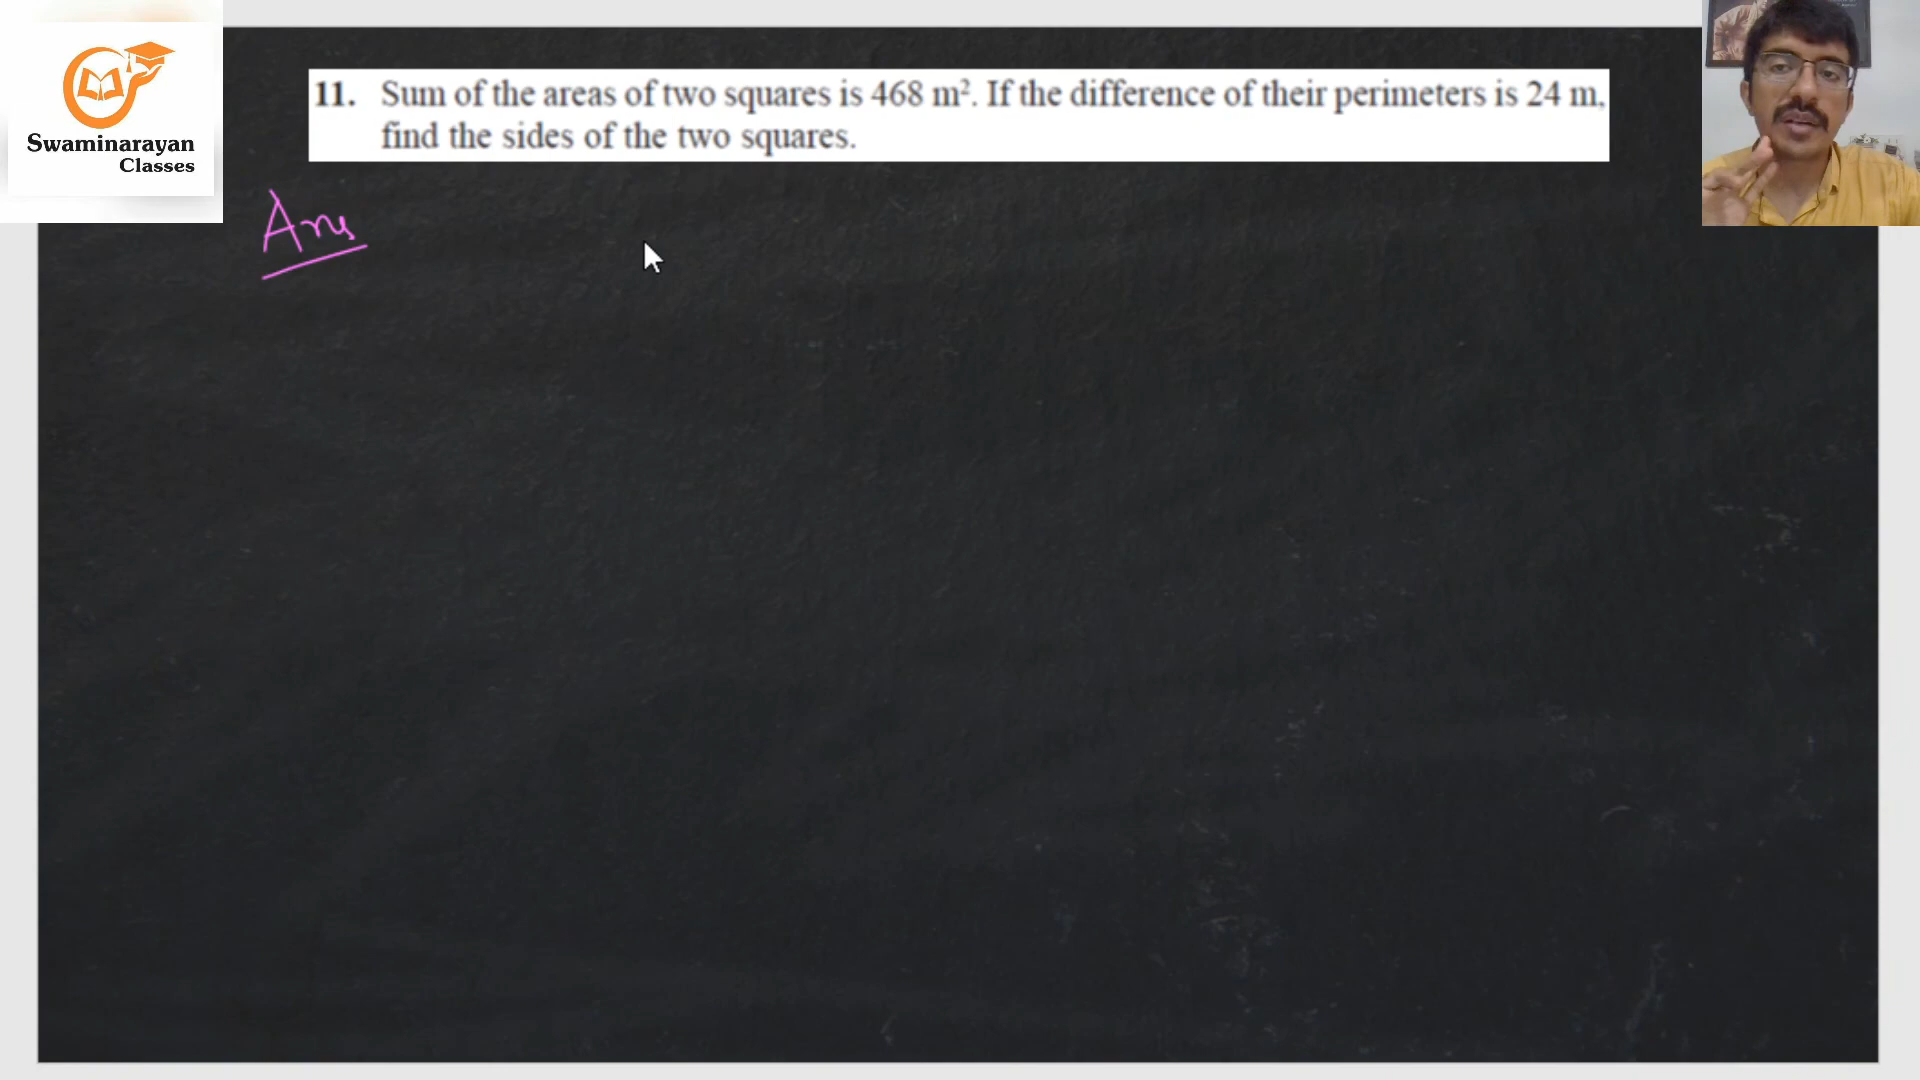 Swaminarayan
Classes
11. Sum of the areas of two squares is 468 m². If the difference of their perimeters is 24 m,
find the sides of the two squares.
Ans